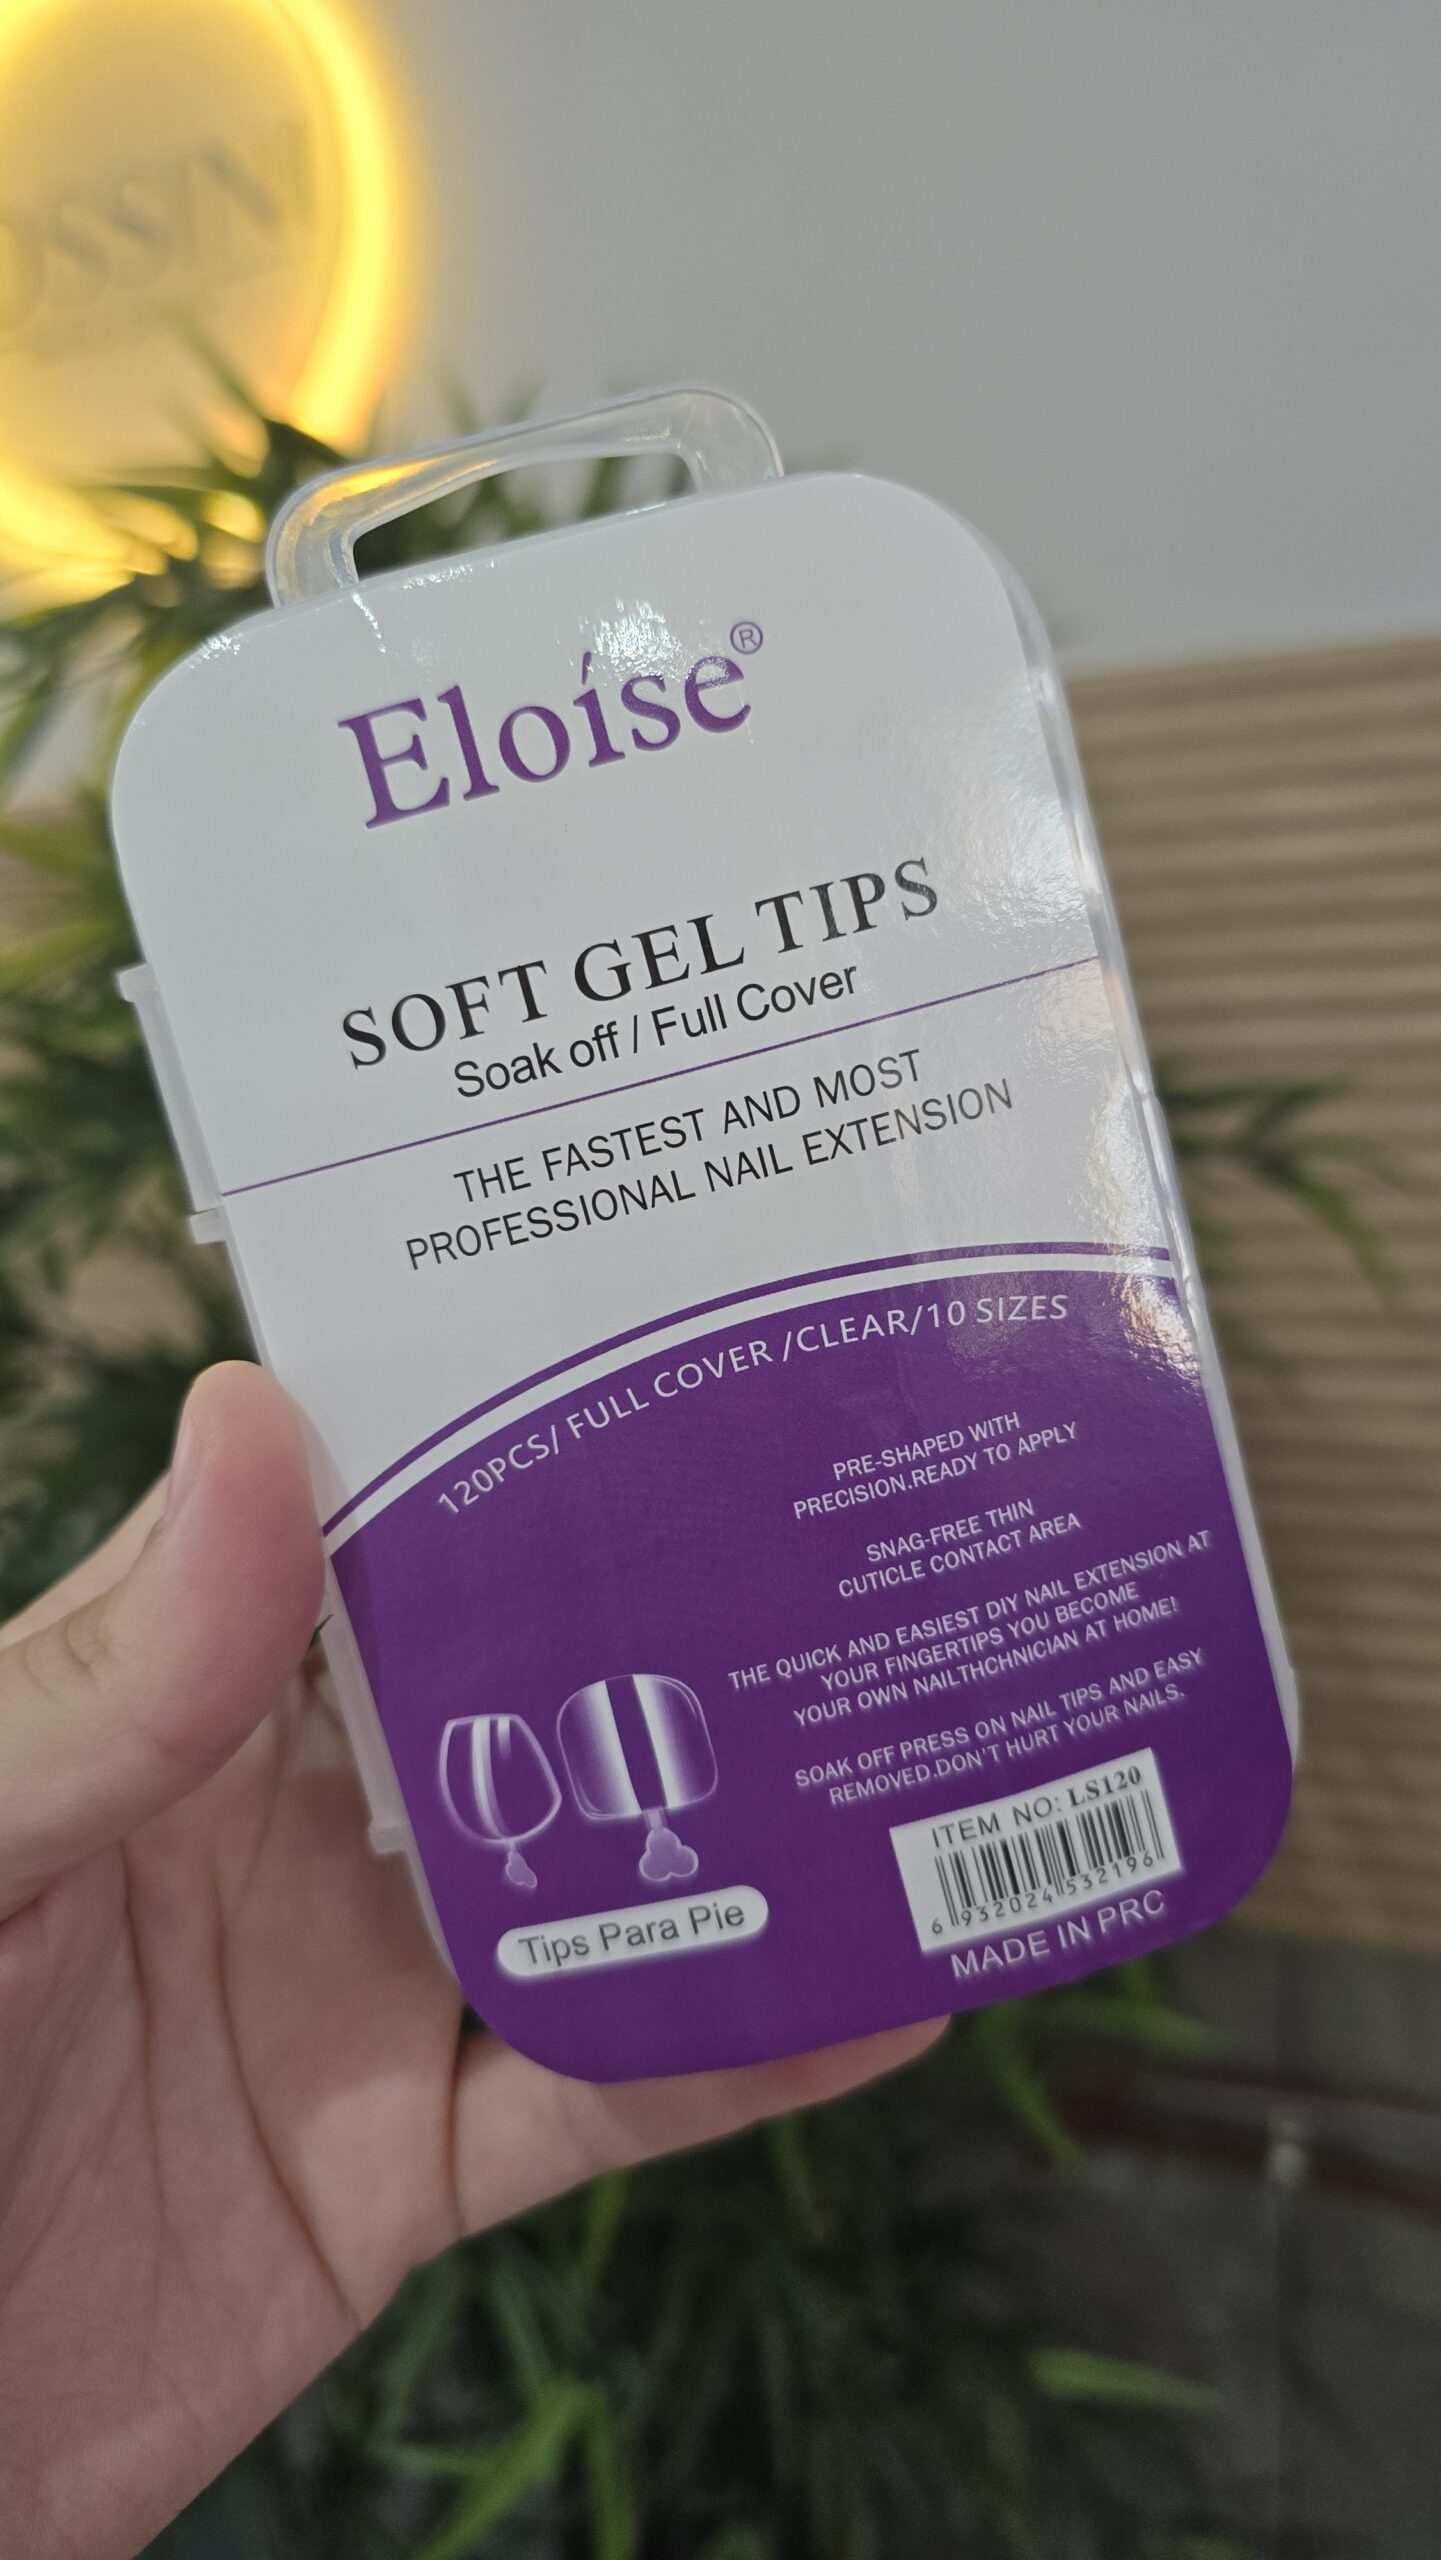 Eloíse®
SOFT GEL TIPS
Soak off / Full Cover
THE FASTEST AND MOST
PROFESSIONAL NAIL EXTENSION
120PCS/ FULL COVER /CLEAR/10 SIZES
PRE-SHAPED WITH
PRECISION.READY TO APPLY
SNAG-FREE THIN
CUTICLE CONTACT AREA
THE QUICK AND EASIEST DIY NAIL EXTENSION AT
YOUR FINGERTIPS YOU BECOME
YOUR OWN NAILTHCHNICIAN AT HOME!
SOAK OFF PRESS ON NAIL TIPS AND EASY
REMOVED.DON'T HURT YOUR NAILS.
Tips Para Pie
ITEM NO: LS120
6 932024 532196
MADE IN PRC